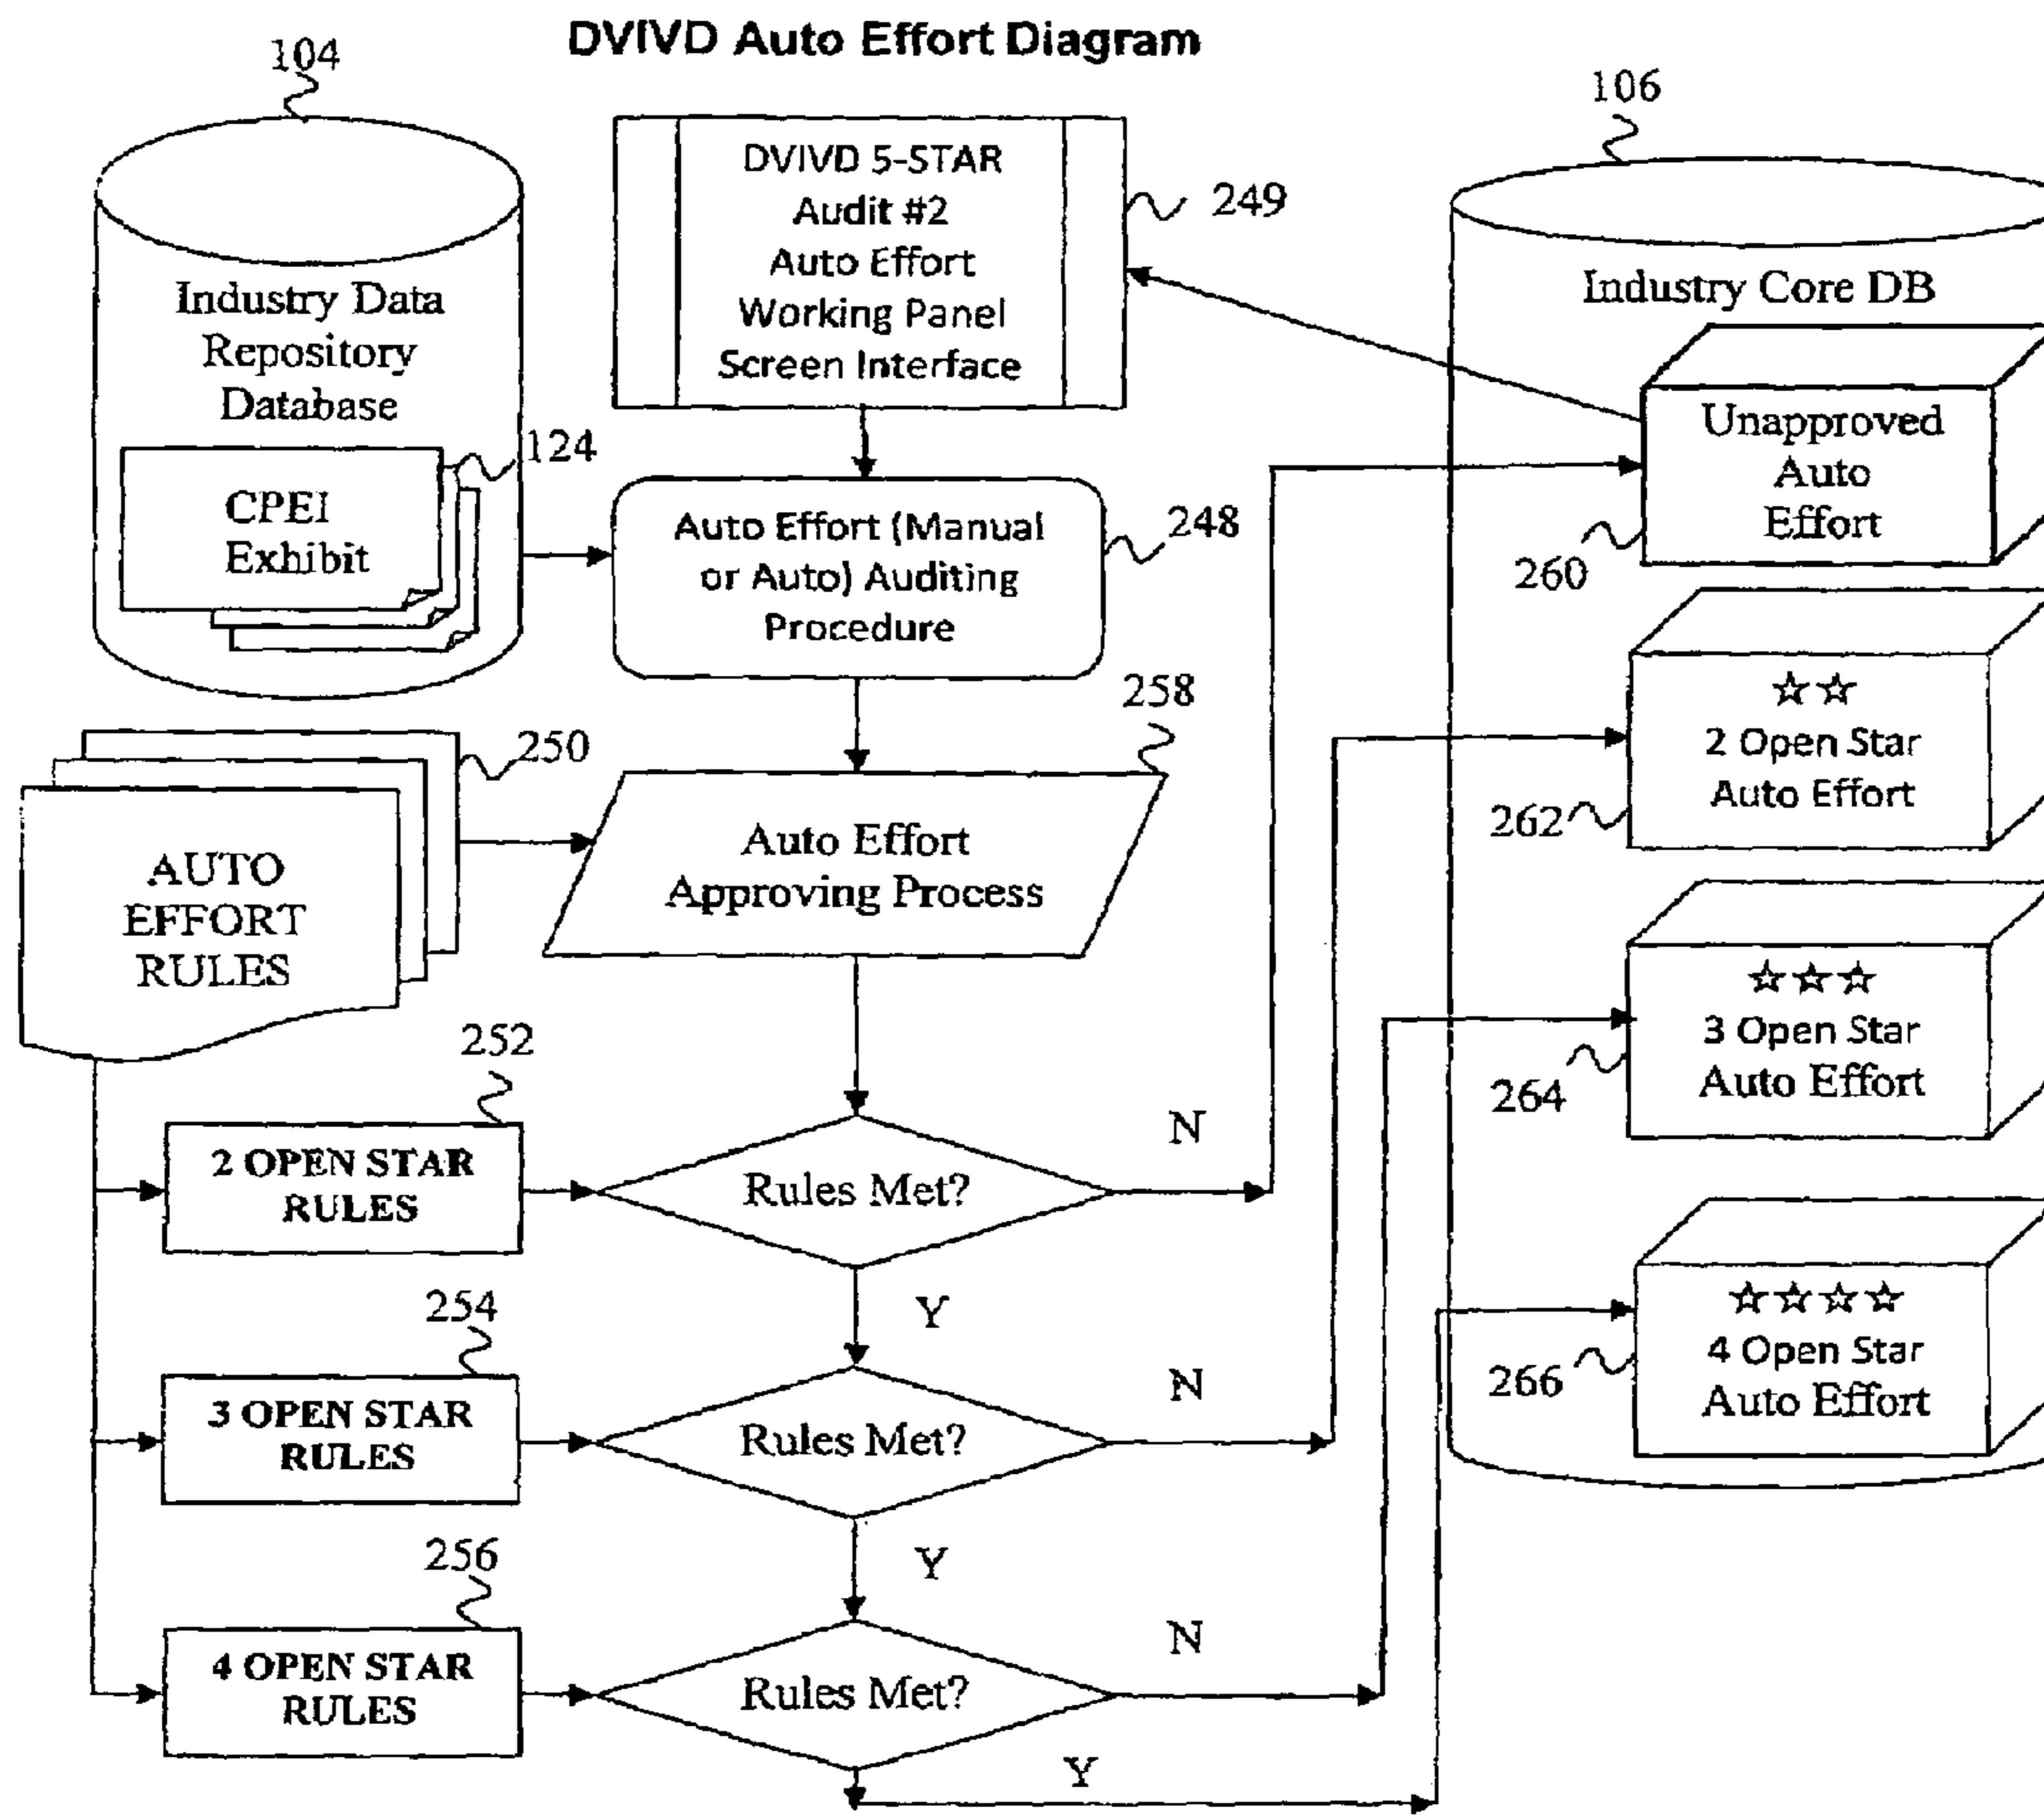 DVIVD Auto Effort Diagram
104
Industry Data
Repository
Database
124
CPEI
Exhibit
DVIVD 5-STAR
Audit #2
Auto Effort
Working Panel
Screen Interface
249
106
Industry Core DB
Unapproved
Auto
Effort
260
Auto Effort (Manual
or Auto) Auditing
Procedure
248
258
☆☆
2 Open Star
Auto Effort
262
250
AUTO
EFFORT
RULES
Auto Effort
Approving Process
☆☆☆
3 Open Star
Auto Effort
264
252
2 OPEN STAR
RULES
Rules Met?
N
Y
☆☆☆☆
4 Open Star
Auto Effort
266
254
3 OPEN STAR
RULES
Rules Met?
N
Y
256
4 OPEN STAR
RULES
Rules Met?
N
Y